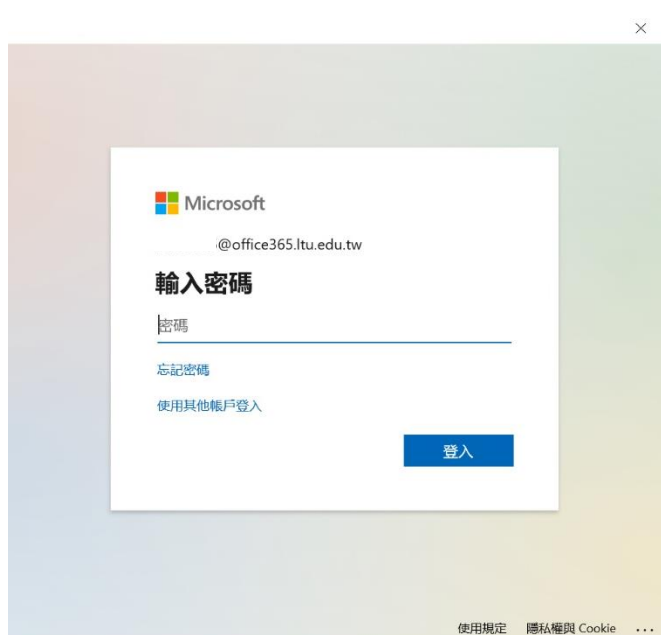 Microsoft
@office365.ltu.edu.tw
輸入密碼
密碼
忘記密碼
使用其他帳戶登入
登入
使用規定 隱私權與 Cookie ...